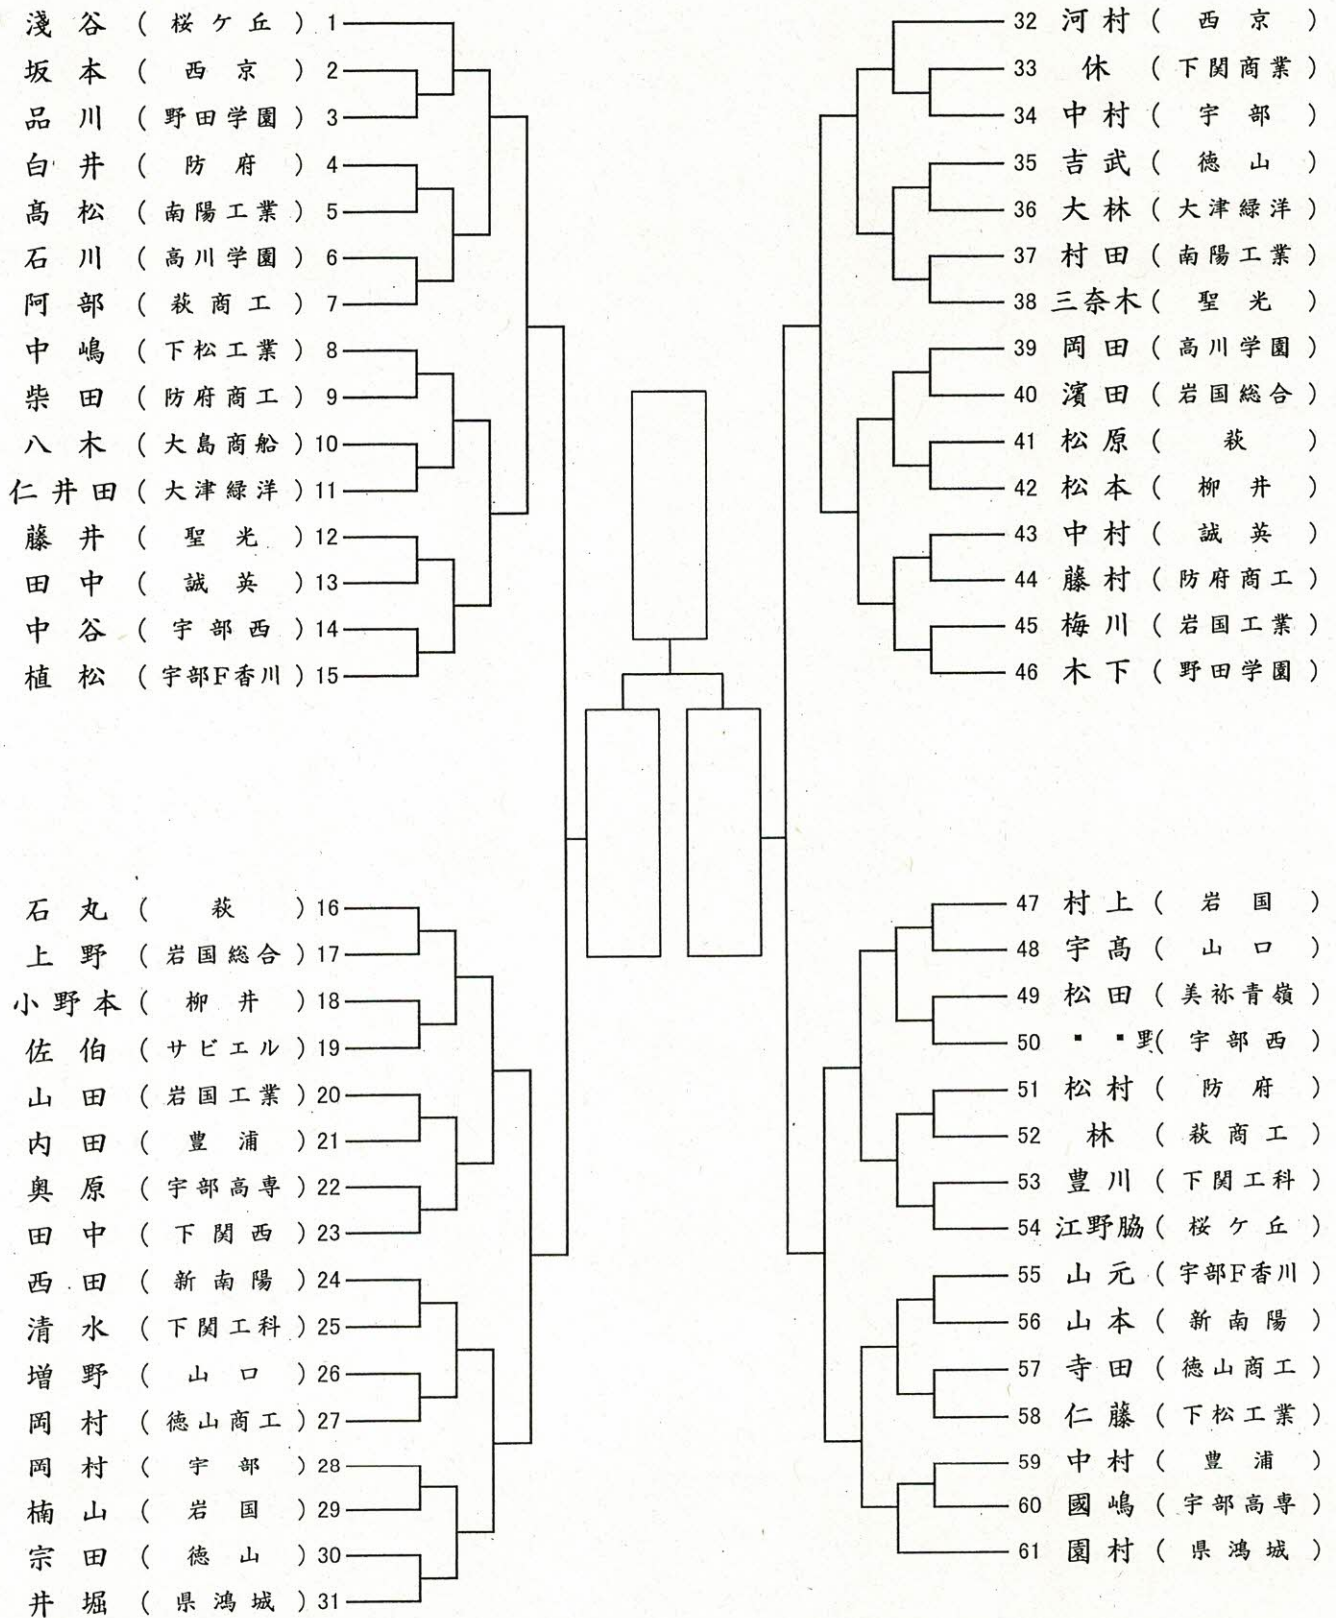 淺谷 (桜ケ丘) 1
坂本 (西京) 2
品川 (野田学園) 3
白井 (防府) 4
髙松 (南陽工業) 5
石川 (高川学園) 6
阿部 (萩商工) 7
中嶋 (下松工業) 8
柴田 (防府商工) 9
八木 (大島商船) 10
仁井田 (大津緑洋) 11
藤井 (聖光) 12
田中 (誠英) 13
中谷 (宇部西) 14
植松 (宇部F香川) 15
石丸 (萩) 16
上野 (岩国総合) 17
小野本 (柳井) 18
佐伯 (サビエル) 19
山田 (岩国工業) 20
内田 (豊浦) 21
奥原 (宇部高専) 22
田中 (下関西) 23
西田 (新南陽) 24
清水 (下関工科) 25
増野 (山口) 26
岡村 (徳山商工) 27
岡村 (宇部) 28
楠山 (岩国) 29
宗田 (徳山) 30
井堀 (県鴻城) 31
32 河村 (西京)
33 休 (下関商業)
34 中村 (宇部)
35 吉武 (徳山)
36 大林 (大津緑洋)
37 村田 (南陽工業)
38 三奈木 (聖光)
39 岡田 (高川学園)
40 濱田 (岩国総合)
41 松原 (萩)
42 松本 (柳井)
43 中村 (誠英)
44 藤村 (防府商工)
45 梅川 (岩国工業)
46 木下 (野田学園)
47 村上 (岩国)
48 宇髙 (山口)
49 松田 (美祢青嶺)
50 ・・野 (宇部西)
51 松村 (防府)
52 林 (萩商工)
53 豊川 (下関工科)
54 江野脇 (桜ケ丘)
55 山元 (宇部F香川)
56 山本 (新南陽)
57 寺田 (徳山商工)
58 仁藤 (下松工業)
59 中村 (豊浦)
60 國嶋 (宇部高専)
61 園村 (県鴻城)